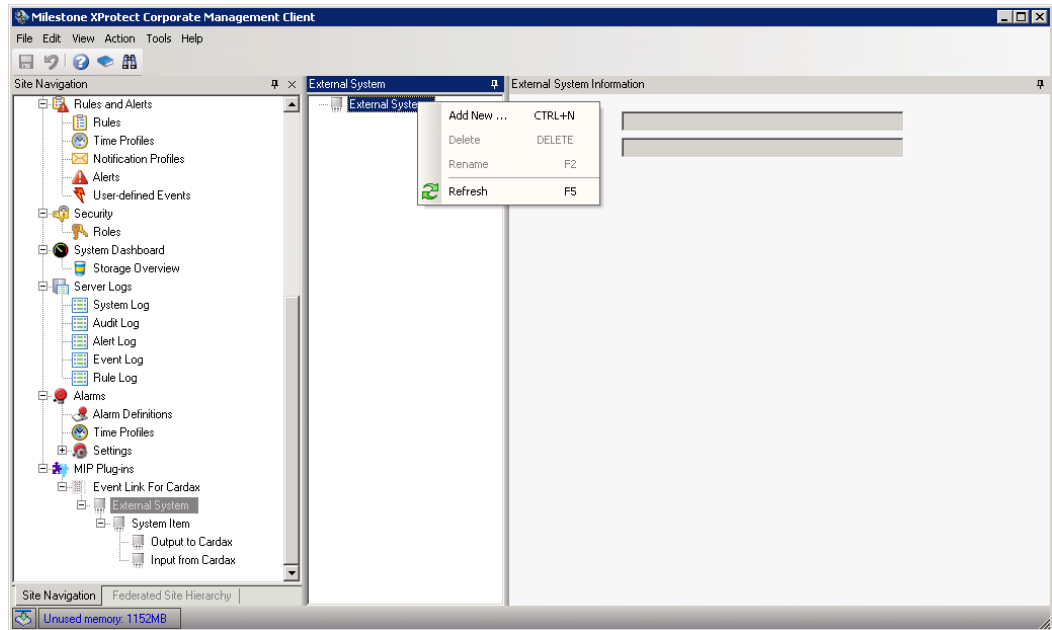 Milestone XProtect Corporate Management Client
File Edit View Action Tools Help
Site Navigation
Rules and Alerts
Rules
Time Profiles
Notification Profiles
Alerts
User-defined Events
Security
Roles
System Dashboard
Storage Overview
Server Logs
System Log
Audit Log
Alert Log
Event Log
Rule Log
Alarms
Alarm Definitions
Time Profiles
Settings
MIP Plug-ins
Event Link For Cardax
External System
System Item
Output to Cardax
Input from Cardax
Site Navigation Federated Site Hierarchy
External System
External System
Add New ... CTRL+N
Delete DELETE
Rename F2
Refresh F5
External System Information
Unused memory: 1152MB